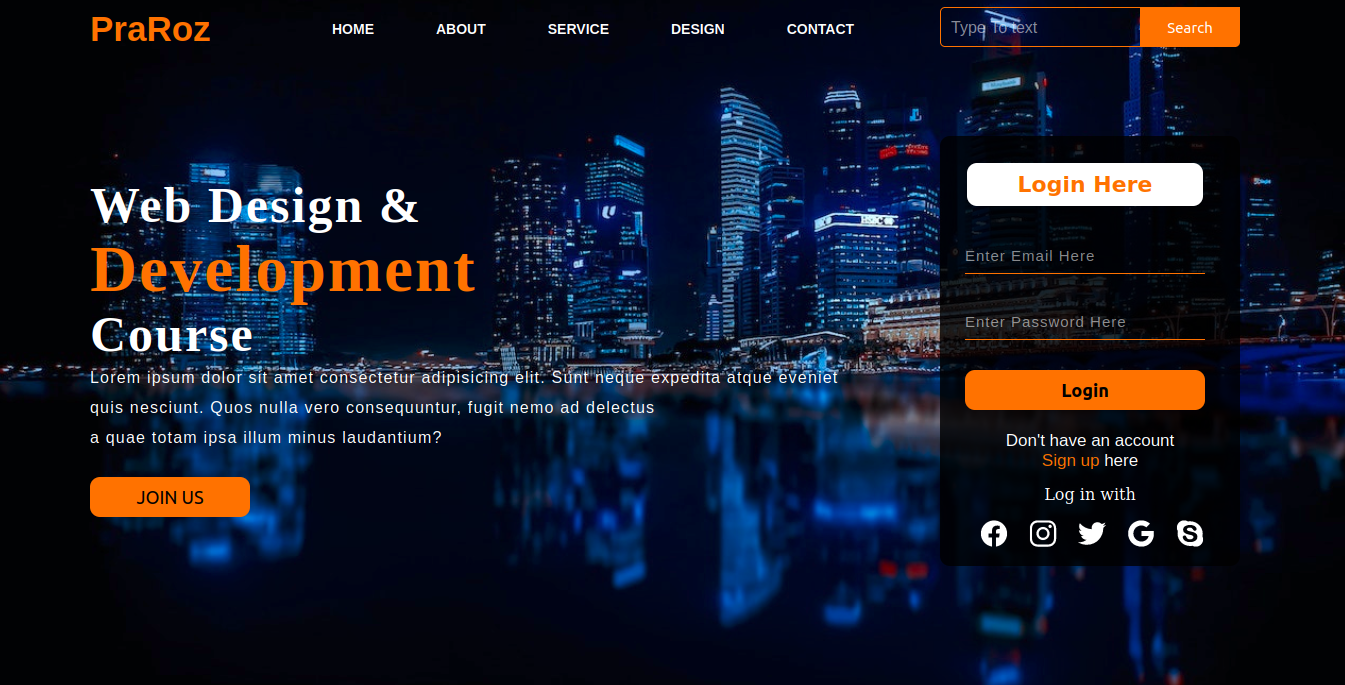 PraRoz
HOME
ABOUT
SERVICE
DESIGN
CONTACT
Type To text
Search
Web Design &
Development
Course
Lorem ipsum dolor sit amet consectetur adipisicing elit. Sunt neque expedita atque eveniet
quis nesciunt. Quos nulla vero consequuntur, fugit nemo ad delectus
a quae totam ipsa illum minus laudantium?
JOIN US
Login Here
Enter Email Here
Enter Password Here
Login
Don't have an account
Sign up here
Log in with
HSBC